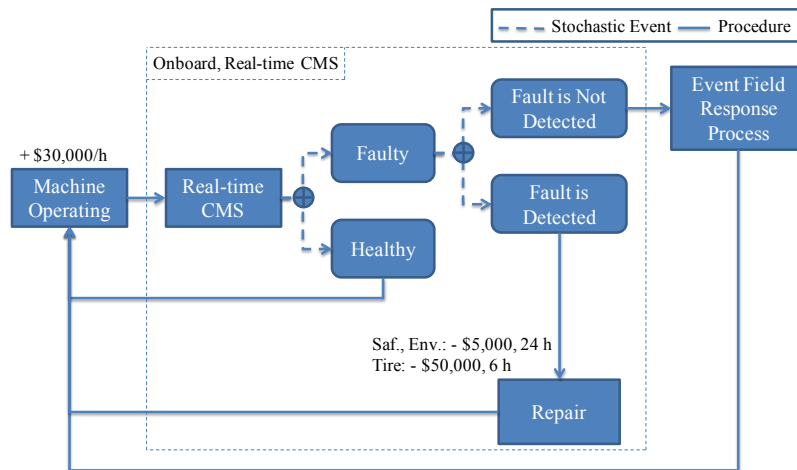 Stochastic Event
Procedure
Onboard, Real-time CMS
Fault is Not
Detected
Event Field
Response
Process
+ $30,000/h
Machine
Operating
Real-time
CMS
Faulty
Fault is
Detected
Healthy
Saf., Env.: - $5,000, 24 h
Tire: - $50,000, 6 h
Repair